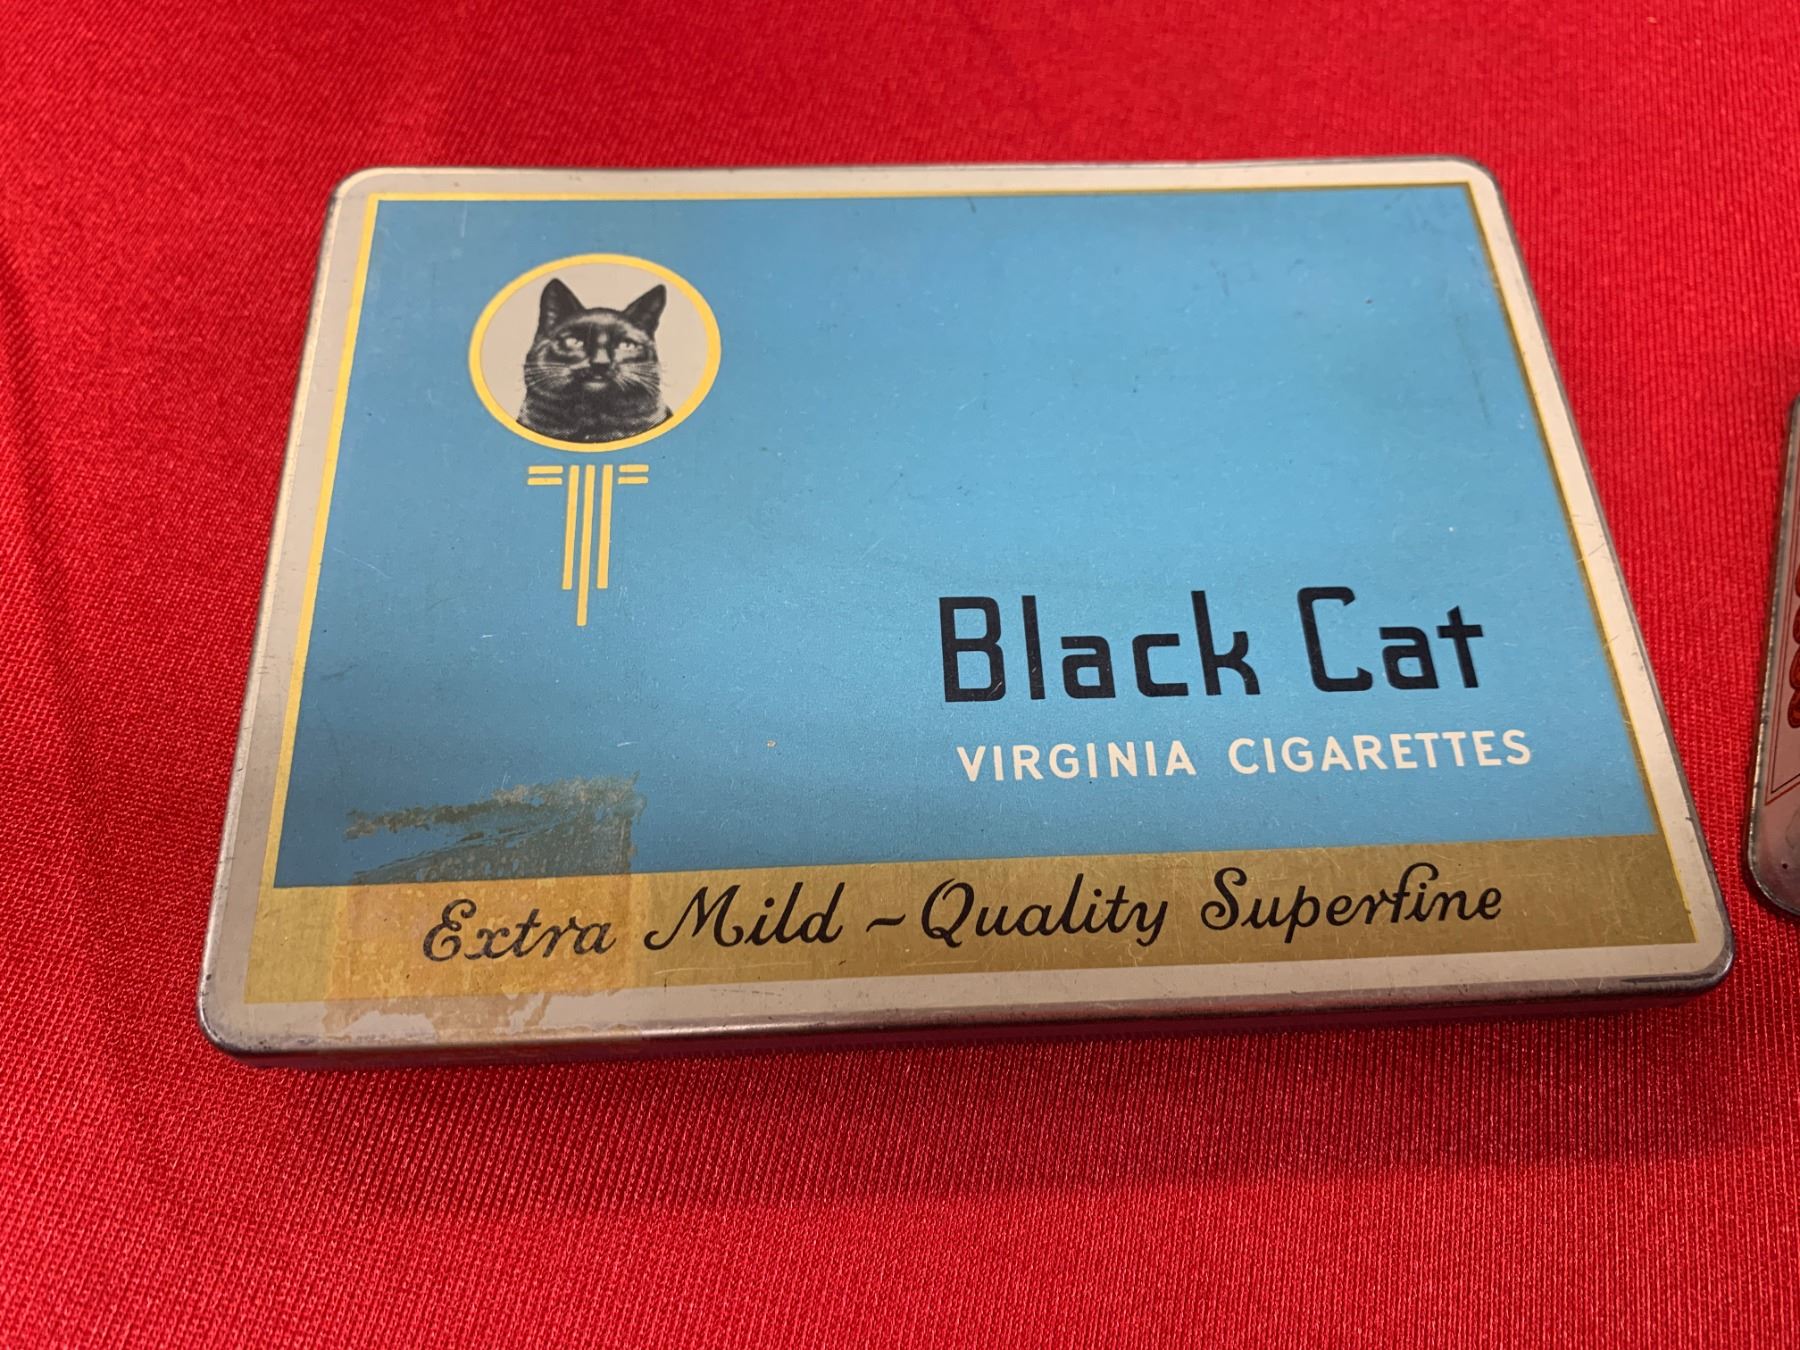 Black Cat
VIRGINIA CIGARETTES
Extra Mild ~ Quality Superfine